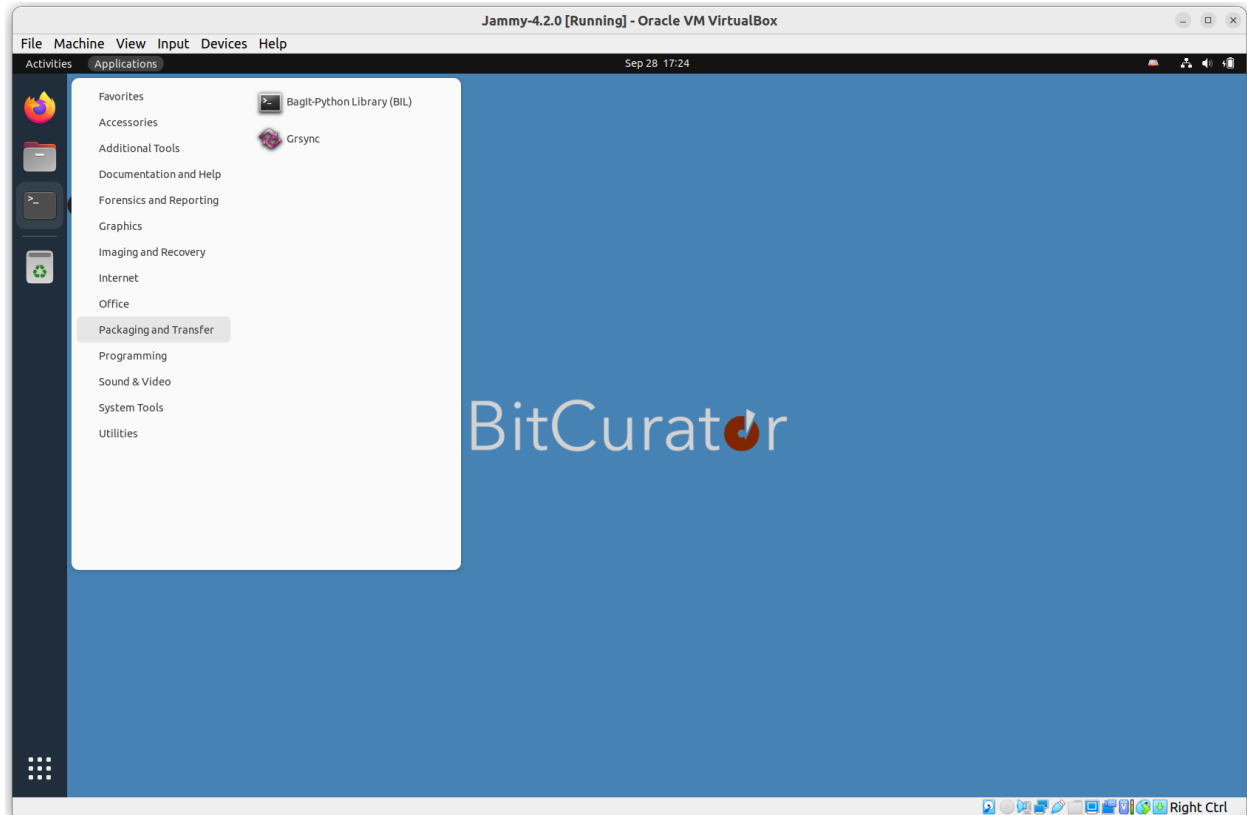 Jammy-4.2.0 [Running] - Oracle VM VirtualBox
File Machine View Input Devices Help
Activities Applications Sep 28 17:24
Favorites
Accessories
Additional Tools
Documentation and Help
Forensics and Reporting
Graphics
Imaging and Recovery
Internet
Office
Packaging and Transfer
Programming
Sound & Video
System Tools
Utilities
BagIt-Python Library (BIL)
Grsync
BitCurator
Right Ctrl